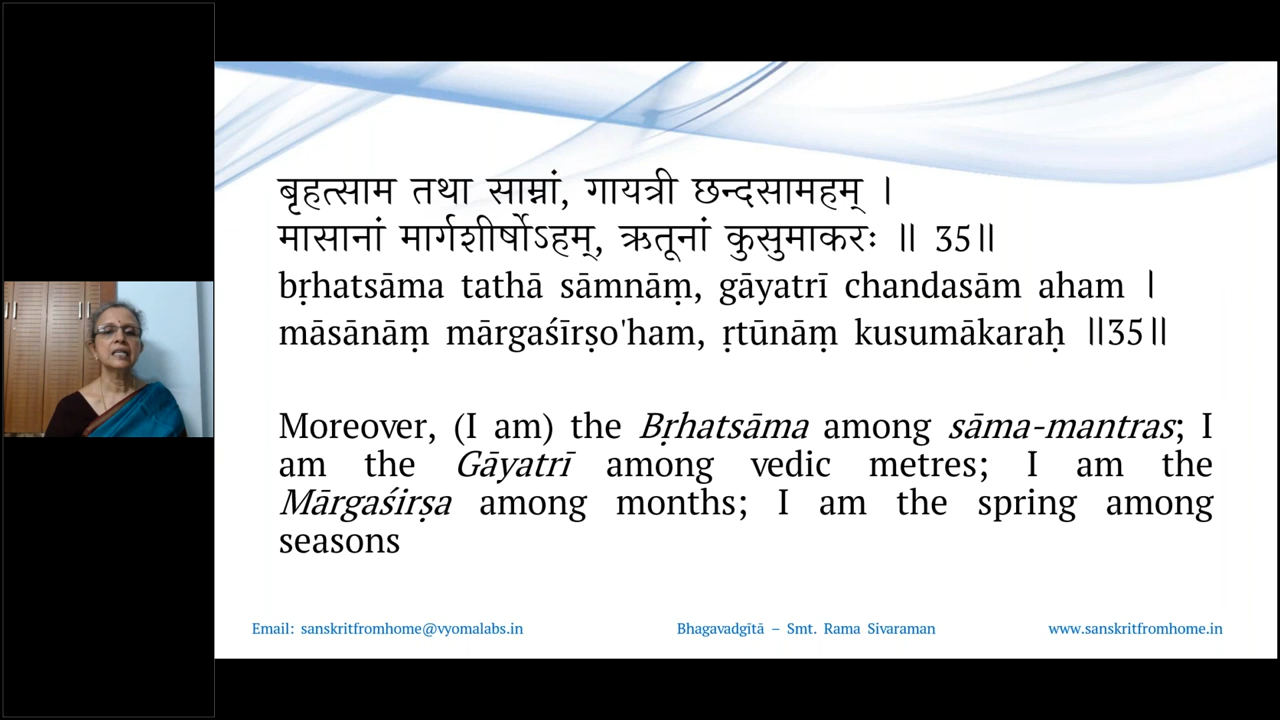 बृहत्साम तथा साम्नां, गायत्री छन्दसामहम् ।
मासानां मार्गशीर्षोऽहम्, ऋतूनां कुसुमाकरः ॥ 35॥
bṛhatsāma tathā sāmnāṃ, gāyatrī chandasām aham ।
māsānāṃ mārgaśīrṣo'ham, ṛtūnāṃ kusumākaraḥ ॥35॥
Moreover, (I am) the Bṛhatsāma among sāma-mantras; I
am the Gāyatrī among vedic metres; I am the
Mārgaśirṣa among months; I am the spring among
seasons
Email: sanskritfromhome@vyomalabs.in Bhagavadgītā – Smt. Rama Sivaraman www.sanskritfromhome.in